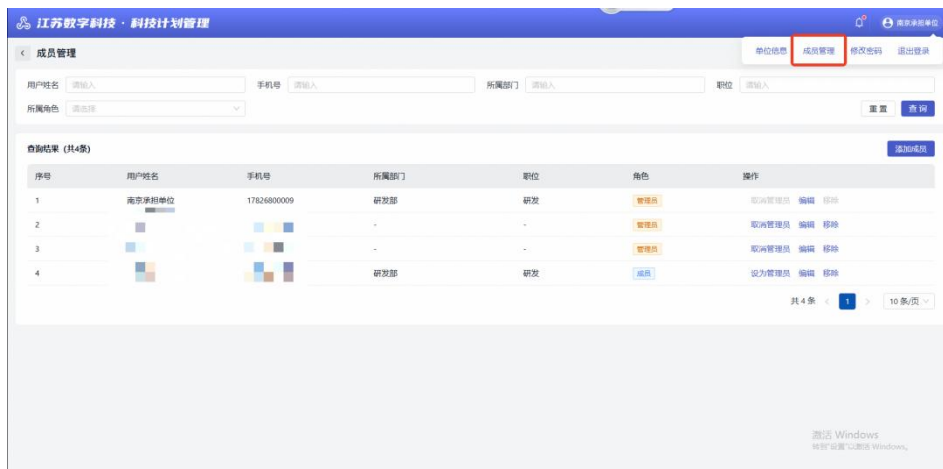 江苏数字科技 · 科技计划管理
南京承担单位
< 成员管理
单位信息 成员管理 修改密码 退出登录
用户姓名 请输入 手机号 请输入 所属部门 请输入 职位 请输入
所属角色 请选择 重置 查询
查询结果 (共4条) 添加成员
序号 用户姓名 手机号 所属部门 职位 角色 操作
1 南京承担单位 17826800009 研发部 研发 管理员 取消管理员 编辑 移除
2 - - 管理员 取消管理员 编辑 移除
3 - - 管理员 取消管理员 编辑 移除
4 研发部 研发 成员 设为管理员 编辑 移除
共 4 条 < 1 > 10 条/页
激活 Windows
转到"设置"以激活 Windows。